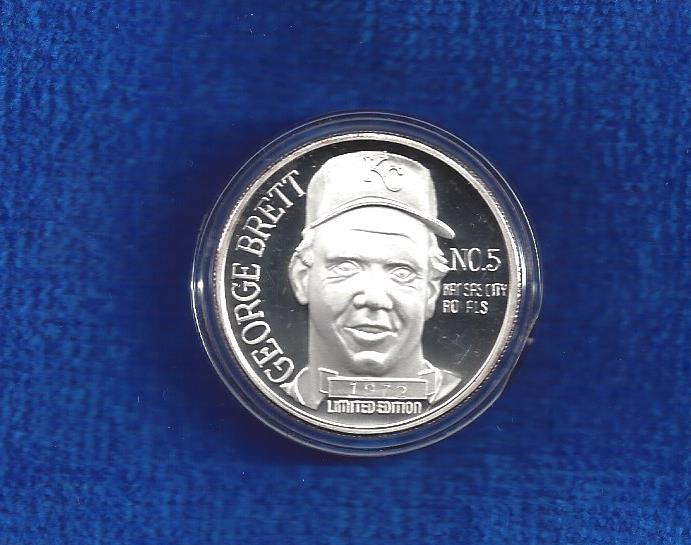 KC
GEORGE BRETT
NO.5
KANSAS CITY
ROYALS
LIMITED EDITION